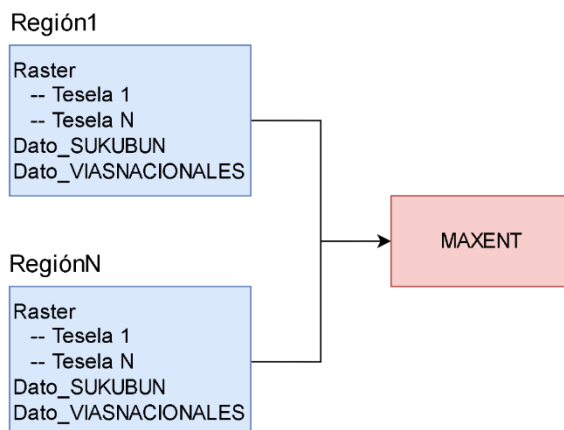 Región1
Raster
-- Tesela 1
-- Tesela N
Dato_SUKUBUN
Dato_VIASNACIONALES
MAXENT
RegiónN
Raster
-- Tesela 1
-- Tesela N
Dato_SUKUBUN
Dato_VIASNACIONALES